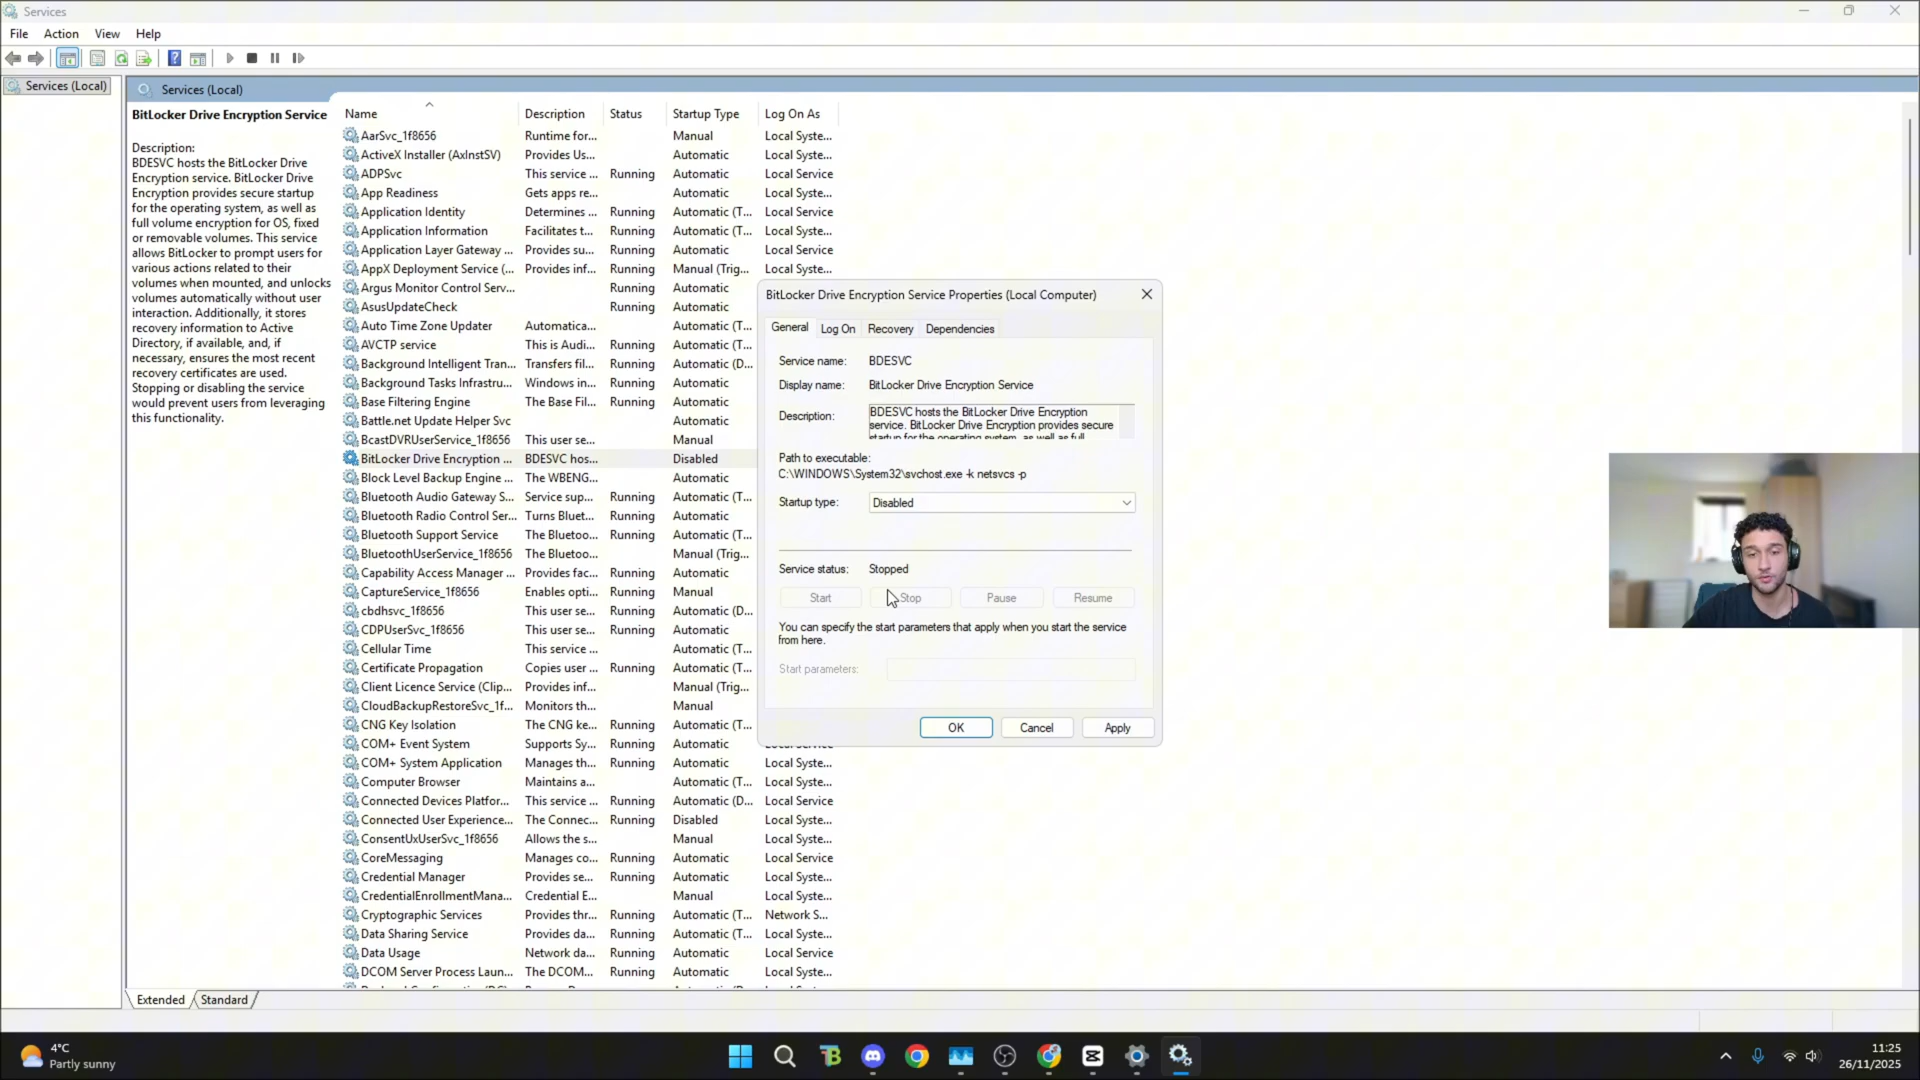 Services
File Action View Help
Services (Local)
Services (Local)
BitLocker Drive Encryption Service
Description:
BDESVC hosts the BitLocker Drive
Encryption service. BitLocker Drive
Encryption provides secure startup
for the operating system, as well as
full volume encryption for OS, fixed
or removable volumes. This service
allows BitLocker to prompt users for
various actions related to their
volumes when mounted, and unlocks
volumes automatically without user
interaction. Additionally, it stores
recovery information to Active
Directory, if available, and, if
necessary, ensures the most recent
recovery certificates are used.
Stopping or disabling the service
would prevent users from leveraging
this functionality.
Name Description Status Startup Type Log On As
AarSvc_1f8656 Runtime for... Manual Local Syste...
ActiveX Installer (AxInstSV) Provides Us... Automatic Local Syste...
ADPSvc This service ... Running Automatic Local Service
App Readiness Gets apps re... Automatic Local Syste...
Application Identity Determines ... Running Automatic (T... Local Service
Application Information Facilitates t... Running Automatic (T... Local Syste...
Application Layer Gateway ... Provides su... Running Automatic Local Service
AppX Deployment Service (... Provides inf... Running Manual (Trig... Local Syste...
Argus Monitor Control Serv... Running Automatic
AsusUpdateCheck Running Automatic
Auto Time Zone Updater Automatica... Automatic (T...
AVCTP service This is Audi... Running Automatic (T...
Background Intelligent Tran... Transfers fil... Running Automatic (D...
Background Tasks Infrastru... Windows in... Running Automatic
Base Filtering Engine The Base Fil... Running Automatic
Battle.net Update Helper Svc Automatic
BcastDVRUserService_1f8656 This user se... Manual
BitLocker Drive Encryption ... BDESVC hos... Disabled
Block Level Backup Engine ... The WBENG... Automatic
Bluetooth Audio Gateway S... Service sup... Running Automatic (T...
Bluetooth Radio Control Ser... Turns Bluet... Running Automatic
Bluetooth Support Service The Bluetoo... Running Automatic (T...
BluetoothUserService_1f8656 The Bluetoo... Running Manual (Trig...
Capability Access Manager ... Provides fac... Running Automatic
CaptureService_1f8656 Enables opti... Running Manual
cbdhsvc_1f8656 This user se... Running Automatic (D...
CDPUserSvc_1f8656 This user se... Running Automatic
Cellular Time This service ... Automatic (T...
Certificate Propagation Copies user ... Running Automatic (T...
Client Licence Service (Clip... Provides inf... Manual (Trig...
CloudBackupRestoreSvc_1f... Monitors th... Manual
CNG Key Isolation The CNG ke... Running Automatic (T...
COM+ Event System Supports Sy... Running Automatic Local Service
COM+ System Application Manages th... Running Automatic Local Syste...
Computer Browser Maintains a... Automatic (T... Local Syste...
Connected Devices Platfor... This service ... Running Automatic (D... Local Service
Connected User Experience... The Connec... Running Disabled Local Syste...
ConsentUxUserSvc_1f8656 Allows the s... Manual Local Syste...
CoreMessaging Manages co... Running Automatic Local Service
Credential Manager Provides se... Running Automatic Local Syste...
CredentialEnrollmentMana... Credential E... Manual Local Syste...
Cryptographic Services Provides thr... Running Automatic (T... Network S...
Data Sharing Service Provides da... Running Automatic (T... Local Syste...
Data Usage Network da... Running Automatic Local Service
DCOM Server Process Laun... The DCOM... Running Automatic Local Syste...
Extended Standard
BitLocker Drive Encryption Service Properties (Local Computer)
General Log On Recovery Dependencies
Service name: BDESVC
Display name: BitLocker Drive Encryption Service
Description: BDESVC hosts the BitLocker Drive Encryption
service. BitLocker Drive Encryption provides secure
startup for the operating system, as well as full
Path to executable:
C:\WINDOWS\System32\svchost.exe -k netsvcs -p
Startup type: Disabled
Service status: Stopped
Start Stop Pause Resume
You can specify the start parameters that apply when you start the service
from here.
Start parameters:
OK Cancel Apply
4°C
Partly sunny
11:25
26/11/2025